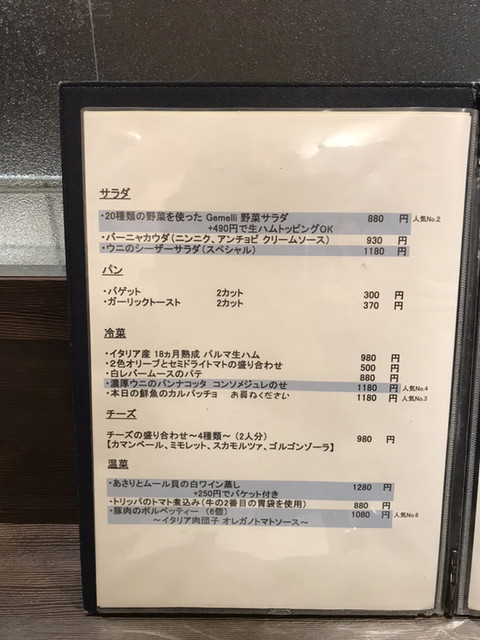 サラダ
・20種類の野菜を使った Gemelli 野菜サラダ 880 円 人気No.2
+490円で生ハムトッピングOK
・バーニャカウダ(ニンニク、アンチョビ クリームソース) 930 円
・ウニのシーザーサラダ(スペシャル) 1180 円
パン
・バゲット 2カット 300 円
・ガーリックトースト 2カット 370 円
冷菜
・イタリア産 18ヵ月熟成 パルマ生ハム 980 円
・2色オリーブとセミドライトマトの盛り合わせ 500 円
・白レバームースのパテ 880 円
・濃厚ウニのパンナコッタ コンソメジュレのせ 1180 円 人気No.4
・本日の鮮魚のカルパッチョ お尋ねください 1180 円 人気No.3
チーズ
チーズの盛り合わせ～4種類～(2人分) 980 円
【カマンベール、ミモレット、スカモルツァ、ゴルゴンゾーラ】
温菜
・あさりとムール貝の白ワイン蒸し 1280 円
+250円でバケット付き
・トリッパのトマト煮込み(牛の2番目の胃袋を使用) 880 円
・豚肉のポルペッティー (6個) 1080 円 人気No.6
～イタリア肉団子 オレガノトマトソース～